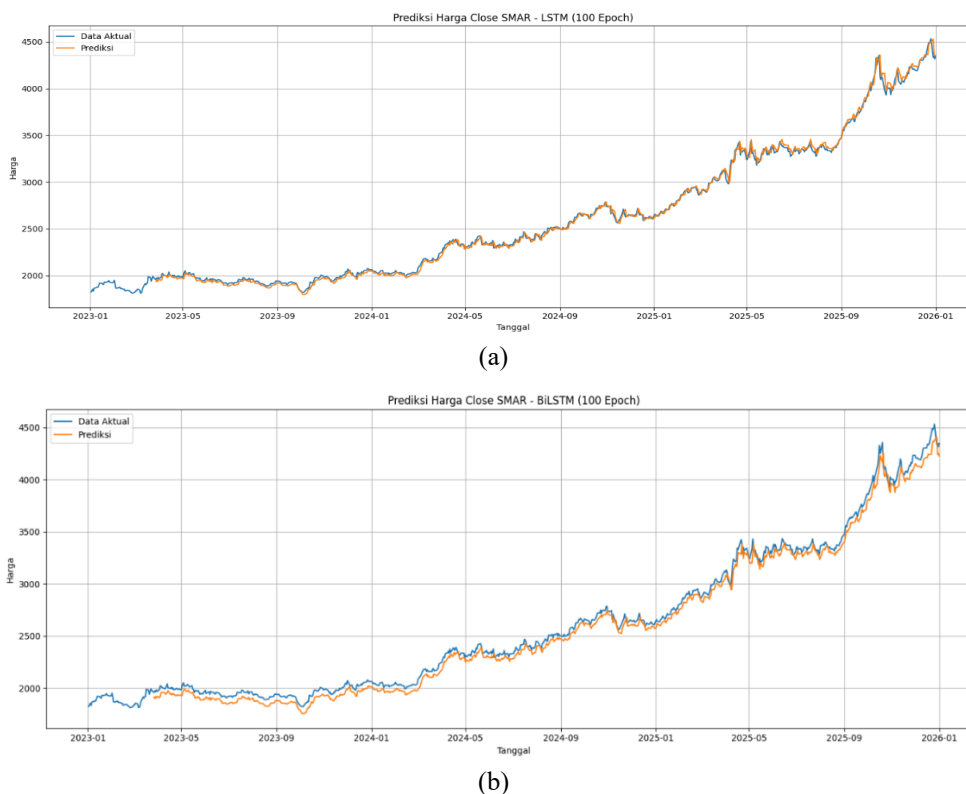 Prediksi Harga Close SMAR - LSTM (100 Epoch)
Data Aktual
Prediksi
4500
4000
3500
3000
2500
2000
Harga
2023-01 2023-05 2023-09 2024-01 2024-05 2024-09 2025-01 2025-05 2025-09 2026-01
Tanggal
(a)
Prediksi Harga Close SMAR - BiLSTM (100 Epoch)
Data Aktual
Prediksi
4500
4000
3500
3000
2500
2000
Harga
2023-01 2023-05 2023-09 2024-01 2024-05 2024-09 2025-01 2025-05 2025-09 2026-01
Tanggal
(b)